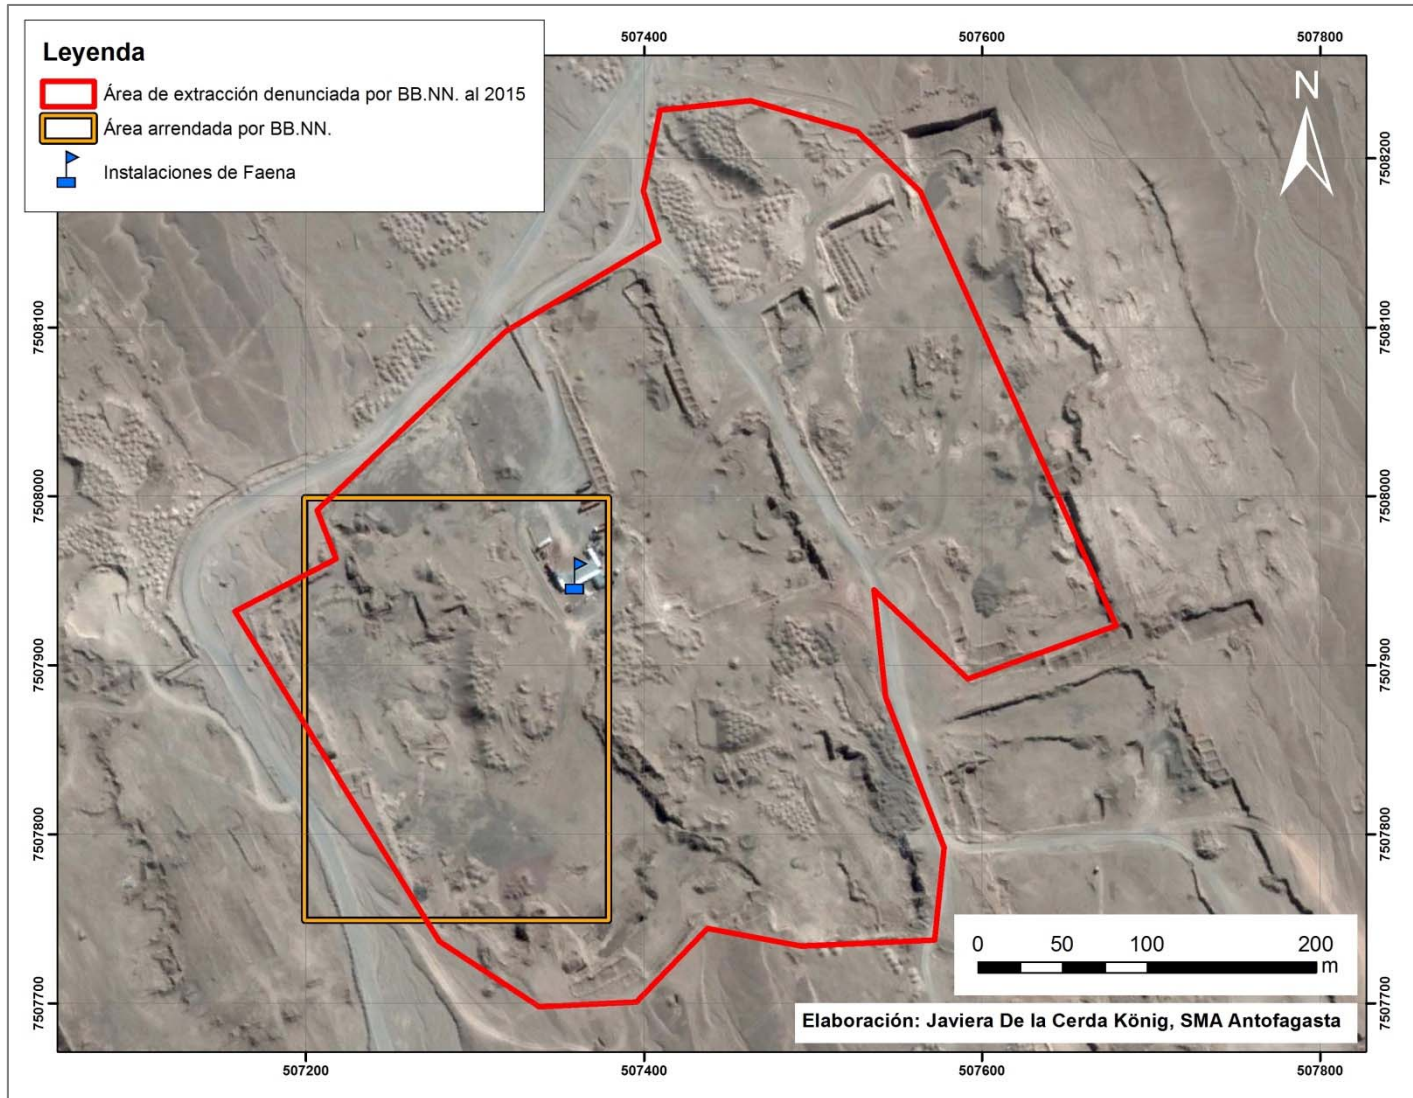 Leyenda
Área de extracción denunciada por BB.NN. al 2015
Área arrendada por BB.NN.
Instalaciones de Faena
507400
507600
507800
N
7508200
7508200
7508100
7508100
7508000
7508000
7507900
7507900
7507800
7507800
0 50 100 200
m
7507700
7507700
Elaboración: Javiera De la Cerda König, SMA Antofagasta
507200
507400
507600
507800